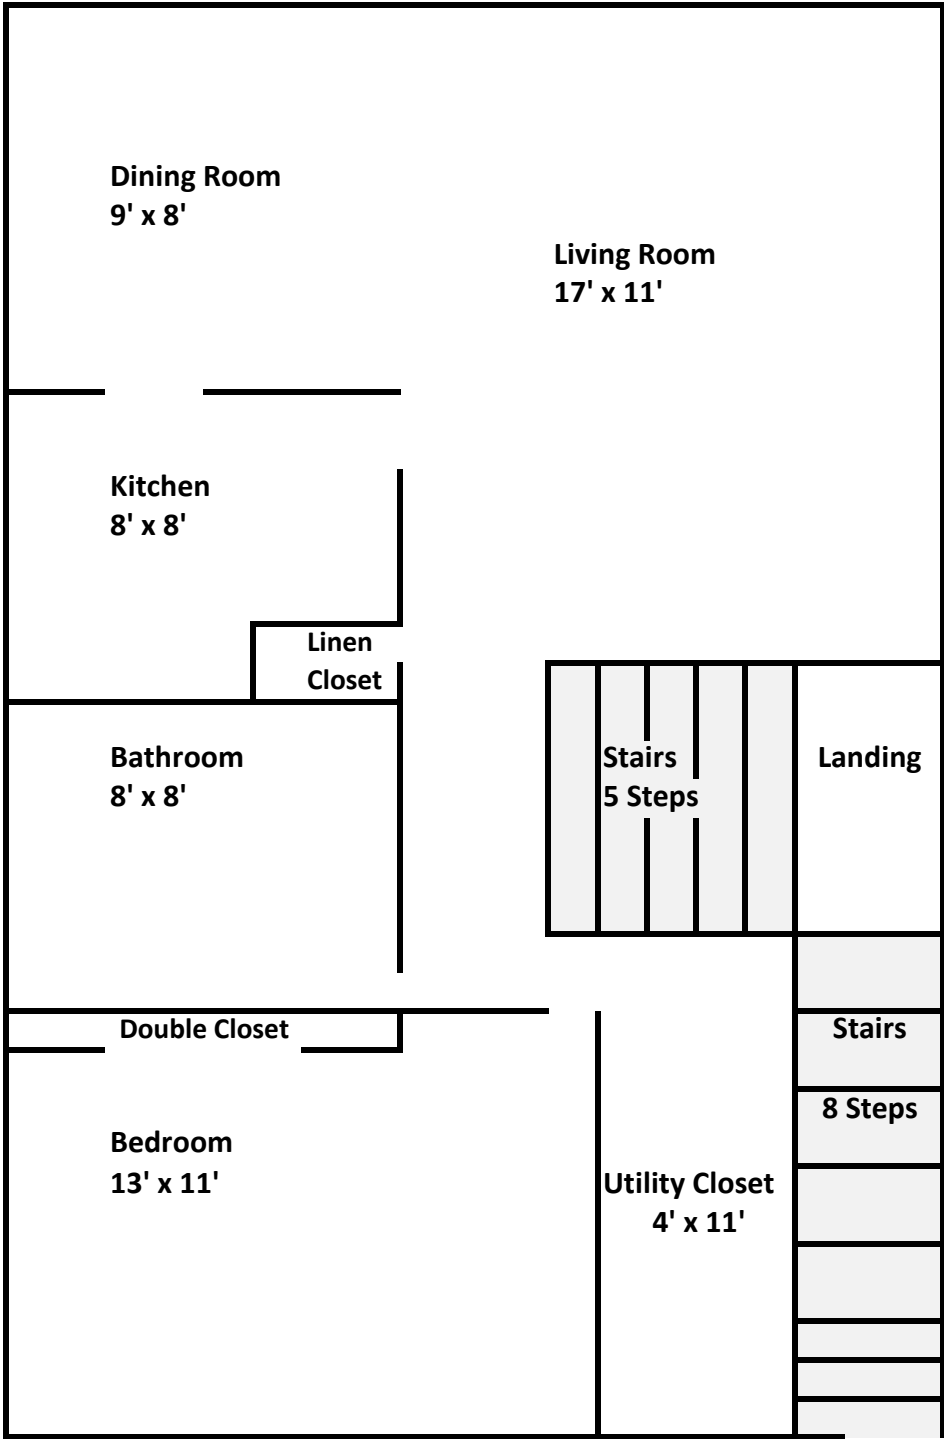 Dining Room
9' x 8'
Living Room
17' x 11'
Kitchen
8' x 8'
Linen
Closet
Bathroom
8' x 8'
Stairs
5 Steps
Landing
Double Closet
Stairs
8 Steps
Bedroom
13' x 11'
Utility Closet
4' x 11'